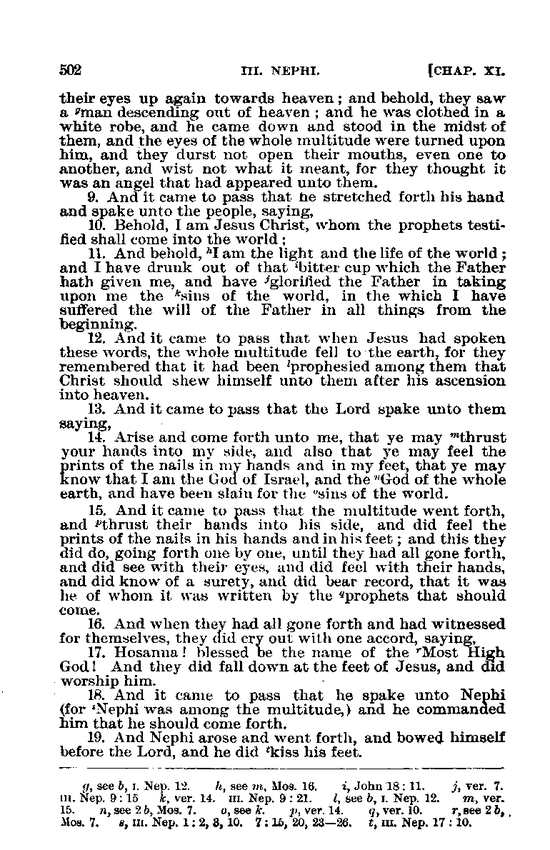 502 III. NEPHI. [CHAP. XI.
their eyes up again towards heaven; and behold, they saw
a ᵍman descending out of heaven; and he was clothed in a
white robe, and he came down and stood in the midst of
them, and the eyes of the whole multitude were turned upon
him, and they durst not open their mouths, even one to
another, and wist not what it meant, for they thought it
was an angel that had appeared unto them.
9. And it came to pass that he stretched forth his hand
and spake unto the people, saying,
10. Behold, I am Jesus Christ, whom the prophets testi-
fied shall come into the world;
11. And behold, ʰI am the light and the life of the world;
and I have drunk out of that ⁱbitter cup which the Father
hath given me, and have ʲglorified the Father in taking
upon me the ᵏsins of the world, in the which I have
suffered the will of the Father in all things from the
beginning.
12. And it came to pass that when Jesus had spoken
these words, the whole multitude fell to the earth, for they
remembered that it had been ˡprophesied among them that
Christ should shew himself unto them after his ascension
into heaven.
13. And it came to pass that the Lord spake unto them
saying,
14. Arise and come forth unto me, that ye may ᵐthrust
your hands into my side, and also that ye may feel the
prints of the nails in my hands and in my feet, that ye may
know that I am the God of Israel, and the ⁿGod of the whole
earth, and have been slain for the ᵒsins of the world.
15. And it came to pass that the multitude went forth,
and ᵖthrust their hands into his side, and did feel the
prints of the nails in his hands and in his feet; and this they
did do, going forth one by one, until they had all gone forth,
and did see with their eyes, and did feel with their hands,
and did know of a surety, and did bear record, that it was
he of whom it was written by the qprophets that should
come.
16. And when they had all gone forth and had witnessed
for themselves, they did cry out with one accord, saying,
17. Hosanna! blessed be the name of the ʳMost High
God! And they did fall down at the feet of Jesus, and did
worship him.
18. And it came to pass that he spake unto Nephi
(for ˢNephi was among the multitude,) and he commanded
him that he should come forth.
19. And Nephi arose and went forth, and bowed himself
before the Lord, and he did ᵗkiss his feet.
g, see b, I. Nep. 12. h, see m, Mos. 16. i, John 18: 11. j, ver. 7.
III. Nep. 9: 15 k, ver. 14. III. Nep. 9: 21. l, see b, I. Nep. 12. m, ver.
15. n, see 2 b, Mos. 7. o, see k. p, ver. 14. q, ver. 10. r, see 2 b,
Mos. 7. s, III. Nep. 1: 2, 3, 10. 7: 15, 20, 23–26. t, III. Nep. 17: 10.